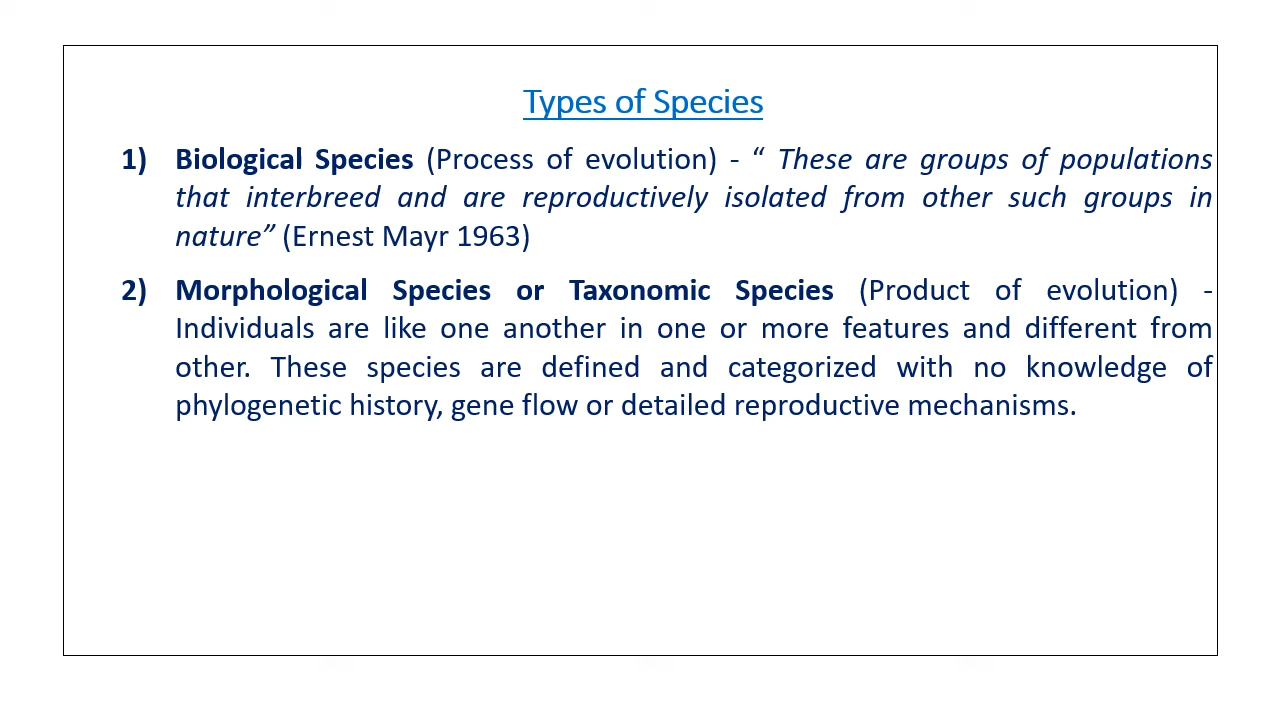 Types of Species
1) Biological Species (Process of evolution) - “ These are groups of populations
that interbreed and are reproductively isolated from other such groups in
nature” (Ernest Mayr 1963)
2) Morphological Species or Taxonomic Species (Product of evolution) -
Individuals are like one another in one or more features and different from
other. These species are defined and categorized with no knowledge of
phylogenetic history, gene flow or detailed reproductive mechanisms.